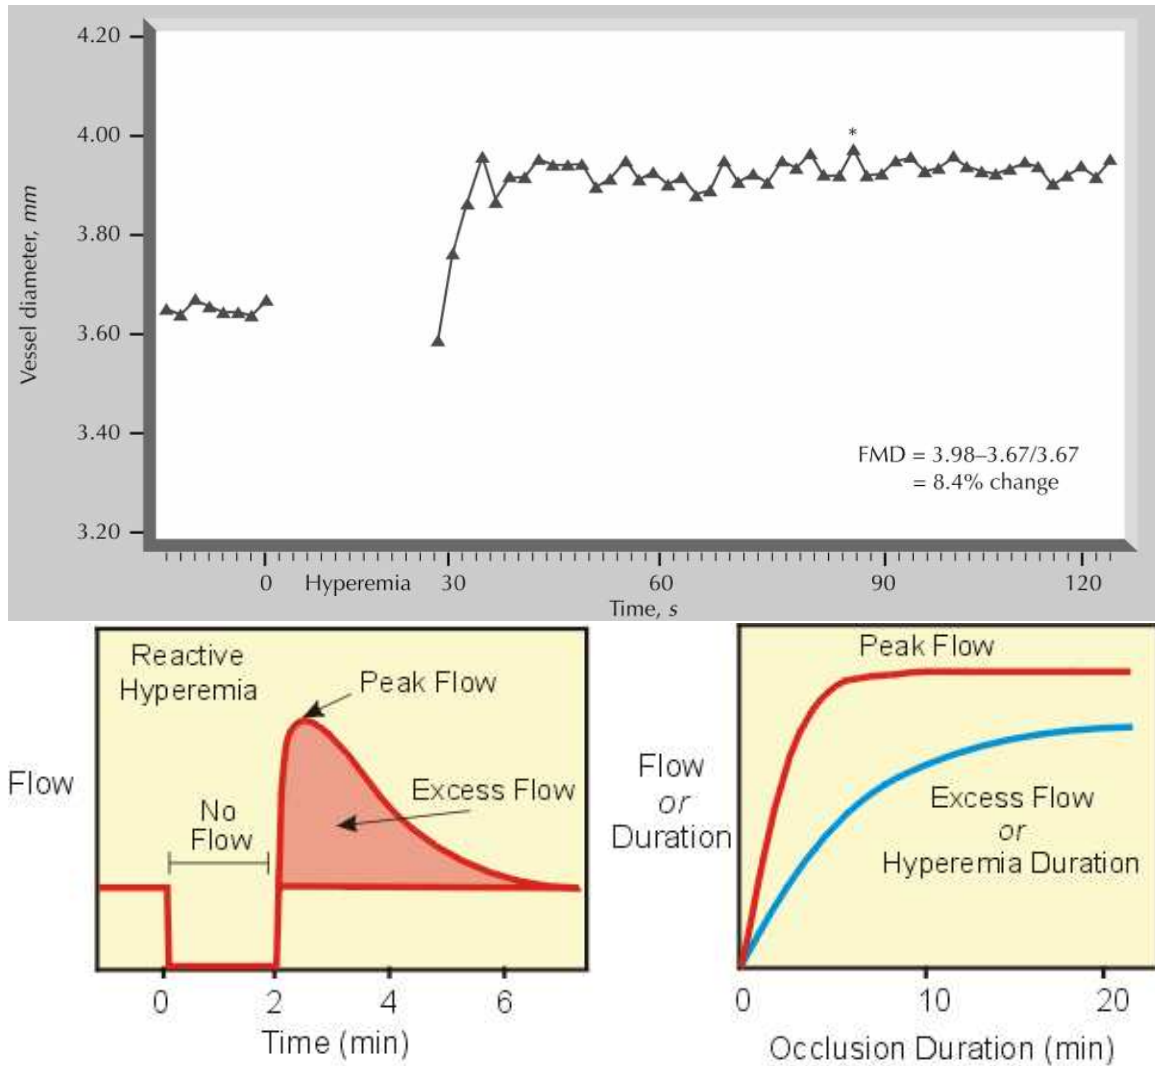 4.20
4.00
3.80
3.60
3.40
3.20
Vessel diameter, mm
*
FMD = 3.98–3.67/3.67
= 8.4% change
0 Hyperemia 30 60 90 120
Time, s
Reactive
Hyperemia
Peak Flow
Excess Flow
No
Flow
Flow
0 2 4 6
Time (min)
Peak Flow
Flow
or
Duration
Excess Flow
or
Hyperemia Duration
0 10 20
Occlusion Duration (min)